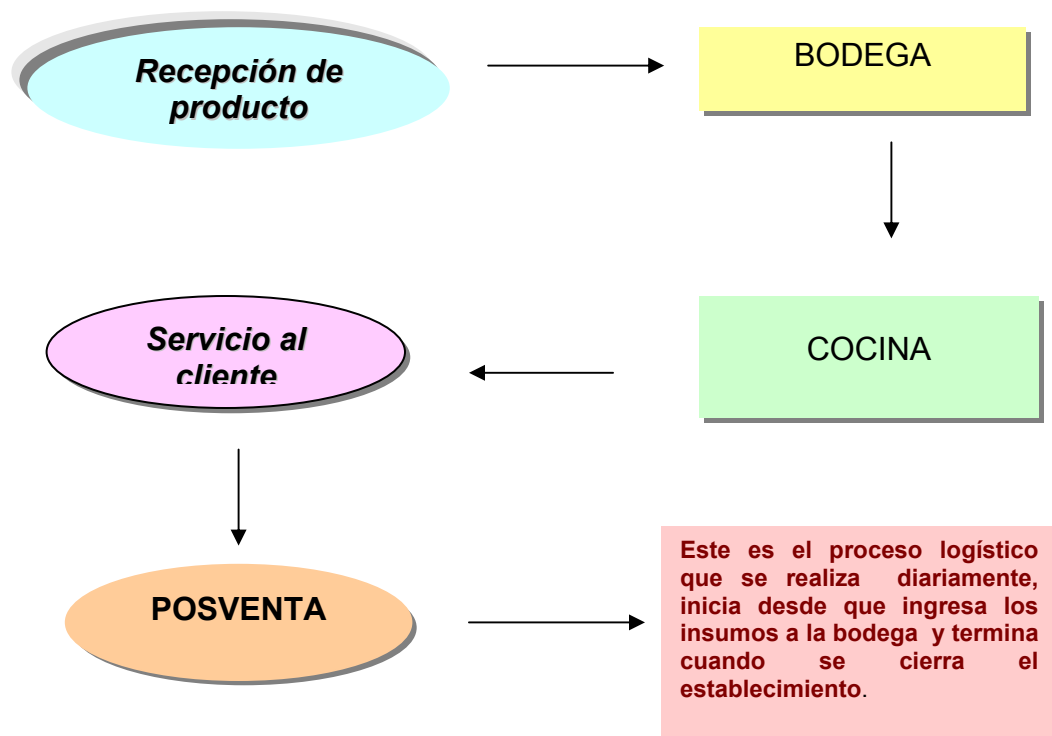 Recepción de
producto
BODEGA
COCINA
Servicio al
cliente
POSVENTA
Este es el proceso logístico
que se realiza diariamente,
inicia desde que ingresa los
insumos a la bodega y termina
cuando se cierra el
establecimiento.